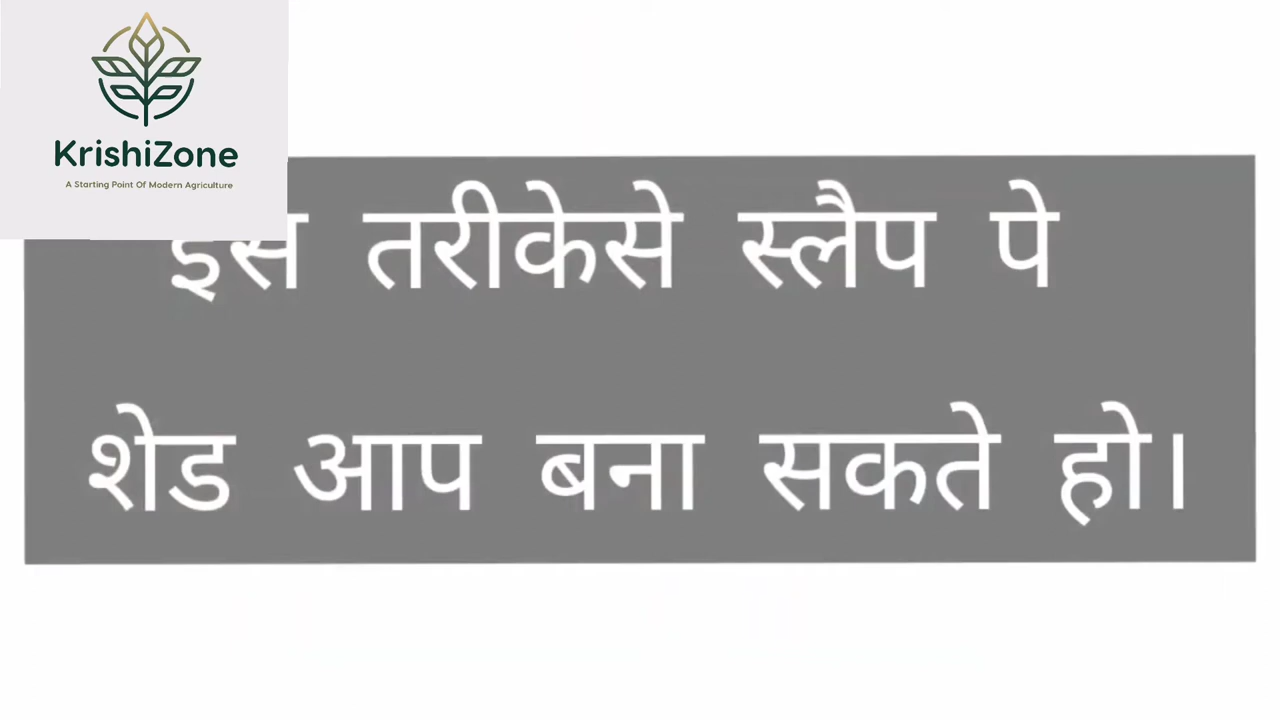 KrishiZone
A Starting Point Of Modern Agriculture
इस तरीकेसे स्लैप पे
शेड आप बना सकते हो।